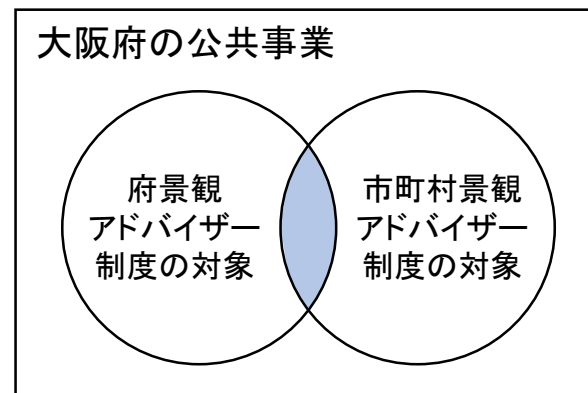 大阪府の公共事業
府景観
アドバイザー
制度の対象
市町村景観
アドバイザー
制度の対象